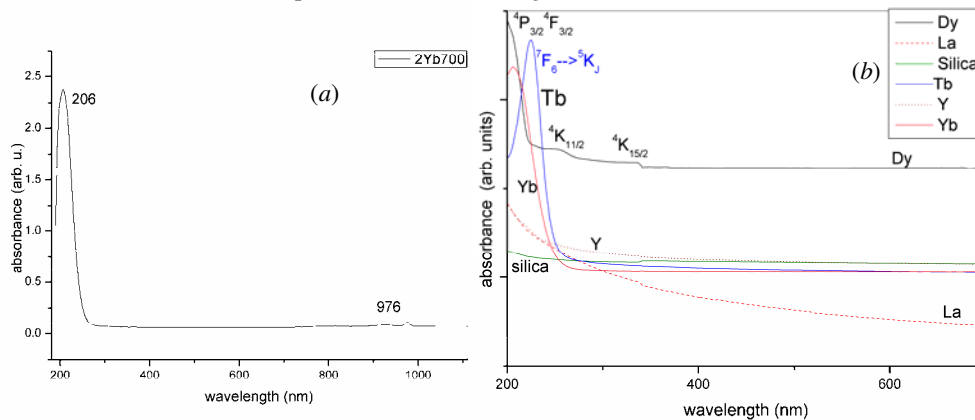 2Yb700
(a)
206
976
2.5
2.0
1.5
1.0
0.5
0.0
absorbance (arb. u.)
200 400 600 800 1000
wavelength (nm)
⁴P₃/₂ ⁴F₃/₂
⁷F₆-->⁵K_J
(b)
Dy
La
Silica
Tb
Y
Yb
Tb
⁴K₁₁/₂
⁴K₁₅/₂
Dy
Yb
Y
silica
La
absorbance (arb. units)
200 400 600
wavelength (nm)